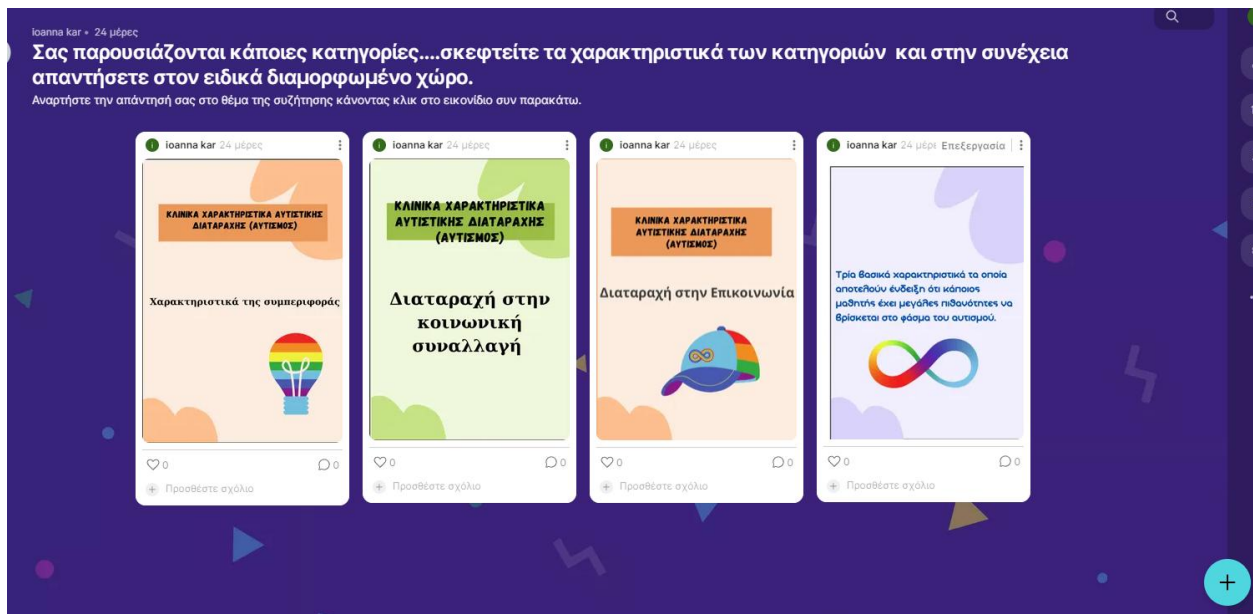 ioanna kar • 24 μέρες
Σας παρουσιάζονται κάποιες κατηγορίες....σκεφτείτε τα χαρακτηριστικά των κατηγοριών και στην συνέχεια
απαντήσετε στον ειδικά διαμορφωμένο χώρο.
Αναρτήστε την απάντησή σας στο θέμα της συζήτησης κάνοντας κλικ στο εικονίδιο συν παρακάτω.
ioanna kar 24 μέρες
ΚΛΙΝΙΚΑ ΧΑΡΑΚΤΗΡΙΣΤΙΚΑ ΑΥΤΙΣΤΙΚΗΣ
ΔΙΑΤΑΡΑΧΗΣ (ΑΥΤΙΣΜΟΣ)
Χαρακτηριστικά της συμπεριφοράς
0 0
Προσθέστε σχόλιο
ioanna kar 24 μέρες
ΚΛΙΝΙΚΑ ΧΑΡΑΚΤΗΡΙΣΤΙΚΑ
ΑΥΤΙΣΤΙΚΗΣ ΔΙΑΤΑΡΑΧΗΣ
(ΑΥΤΙΣΜΟΣ)
Διαταραχή στην
κοινωνική
συναλλαγή
0 0
Προσθέστε σχόλιο
ioanna kar 24 μέρες
ΚΛΙΝΙΚΑ ΧΑΡΑΚΤΗΡΙΣΤΙΚΑ
ΑΥΤΙΣΤΙΚΗΣ ΔΙΑΤΑΡΑΧΗΣ
(ΑΥΤΙΣΜΟΣ)
Διαταραχή στην Επικοινωνία
0 0
Προσθέστε σχόλιο
ioanna kar 24 μέρ Επεξεργασία
Τρία βασικά χαρακτηριστικά τα οποία
αποτελούν ένδειξη ότι κάποιος
μαθητής έχει μεγάλες πιθανότητες να
βρίσκεται στο φάσμα του αυτισμού.
0 0
Προσθέστε σχόλιο